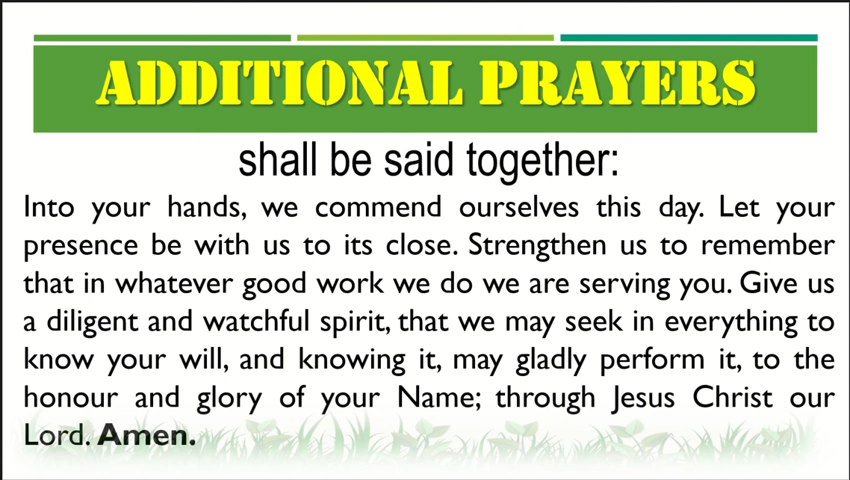 ADDITIONAL PRAYERS
shall be said together:
Into your hands, we commend ourselves this day. Let your
presence be with us to its close. Strengthen us to remember
that in whatever good work we do we are serving you. Give us
a diligent and watchful spirit, that we may seek in everything to
know your will, and knowing it, may gladly perform it, to the
honour and glory of your Name; through Jesus Christ our
Lord. Amen.